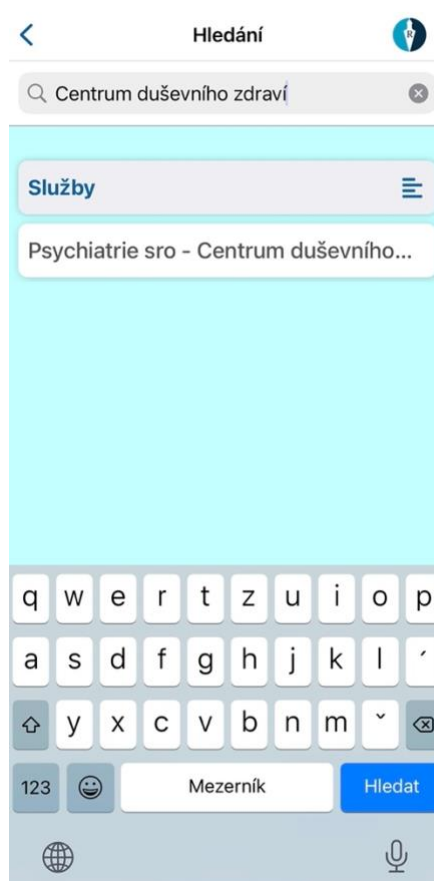 Hledání
R
Centrum duševního zdraví
Služby
Psychiatrie sro - Centrum duševního...
q w e r t z u i o p
a s d f g h j k l ´
y x c v b n m ˇ
123 Mezerník Hledat